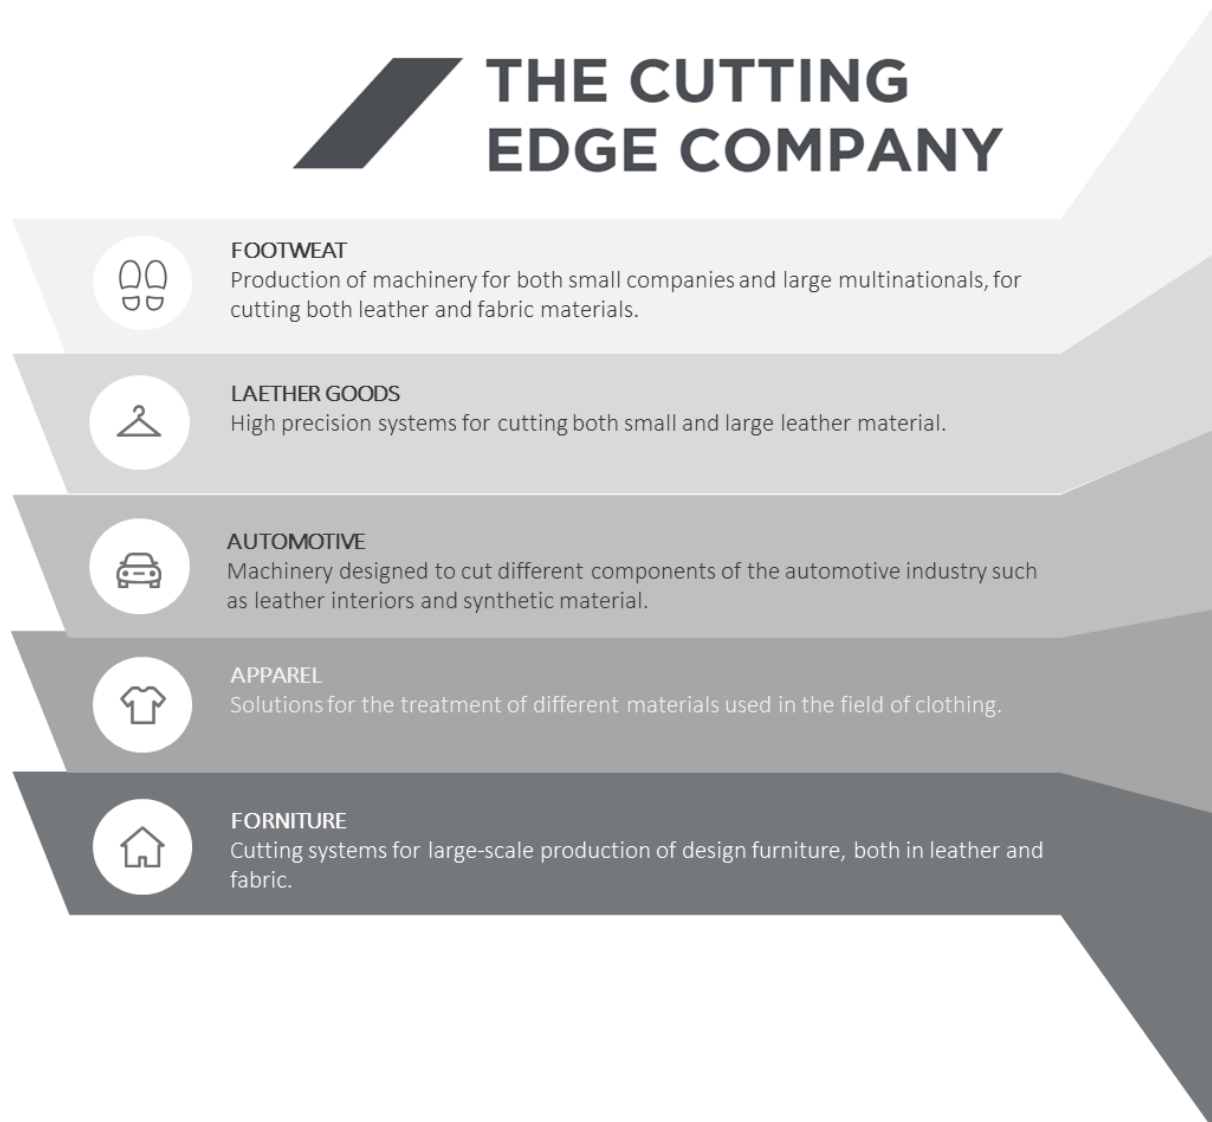 THE CUTTING
EDGE COMPANY
FOOTWEAT
Production of machinery for both small companies and large multinationals, for
cutting both leather and fabric materials.
LAETHER GOODS
High precision systems for cutting both small and large leather material.
AUTOMOTIVE
Machinery designed to cut different components of the automotive industry such
as leather interiors and synthetic material.
APPAREL
Solutions for the treatment of different materials used in the field of clothing.
FORNITURE
Cutting systems for large-scale production of design furniture, both in leather and
fabric.